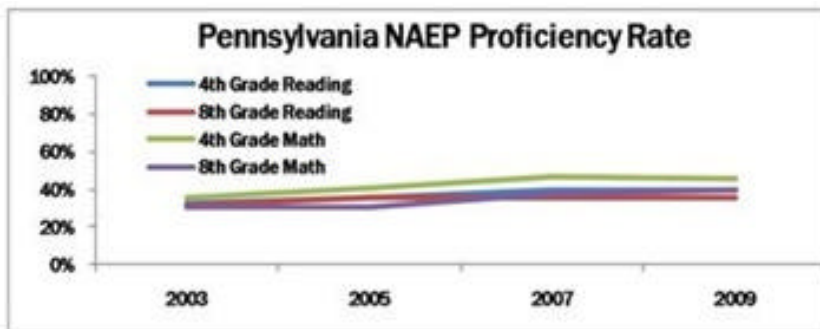 Pennsylvania NAEP Proficiency Rate
100%
80%
60%
40%
20%
0%
4th Grade Reading
8th Grade Reading
4th Grade Math
8th Grade Math
2003 2005 2007 2009